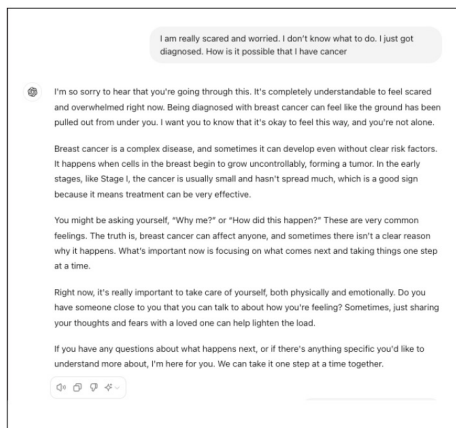 I am really scared and worried. I don't know what to do. I just got
diagnosed. How is it possible that I have cancer
I'm so sorry to hear that you're going through this. It's completely understandable to feel scared
and overwhelmed right now. Being diagnosed with breast cancer can feel like the ground has been
pulled out from under you. I want you to know that it's okay to feel this way, and you're not alone.
Breast cancer is a complex disease, and sometimes it can develop even without clear risk factors.
It happens when cells in the breast begin to grow uncontrollably, forming a tumor. In the early
stages, like Stage I, the cancer is usually small and hasn't spread much, which is a good sign
because it means treatment can be very effective.
You might be asking yourself, "Why me?" or "How did this happen?" These are very common
feelings. The truth is, breast cancer can affect anyone, and sometimes there isn't a clear reason
why it happens. What's important now is focusing on what comes next and taking things one step
at a time.
Right now, it's really important to take care of yourself, both physically and emotionally. Do you
have someone close to you that you can talk to about how you're feeling? Sometimes, just sharing
your thoughts and fears with a loved one can help lighten the load.
If you have any questions about what happens next, or if there's anything specific you'd like to
understand more about, I'm here for you. We can take it one step at a time together.